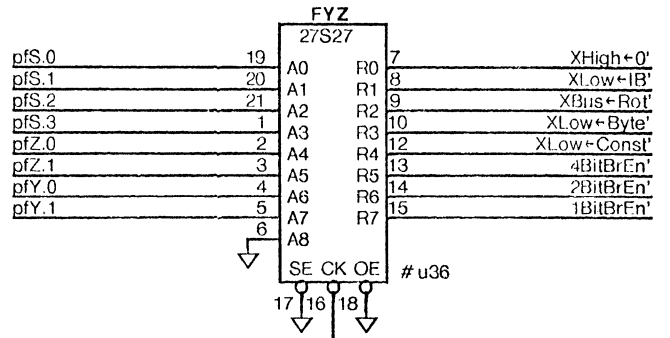 FYZ
27S27
pfS.0 19 A0 R0 7 XHigh←0'
pfS.1 20 A1 R1 8 XLow←IB'
pfS.2 21 A2 R2 9 XBus←Rot'
pfS.3 1 A3 R3 10 XLow←Byte'
pfZ.0 2 A4 R4 12 XLow←Const'
pfZ.1 3 A5 R5 13 4BitBrEn'
pfY.0 4 A6 R6 14 2BitBrEn'
pfY.1 5 A7 R7 15 1BitBrEn'
6 A8
SE CK OE # u36
17 16 18